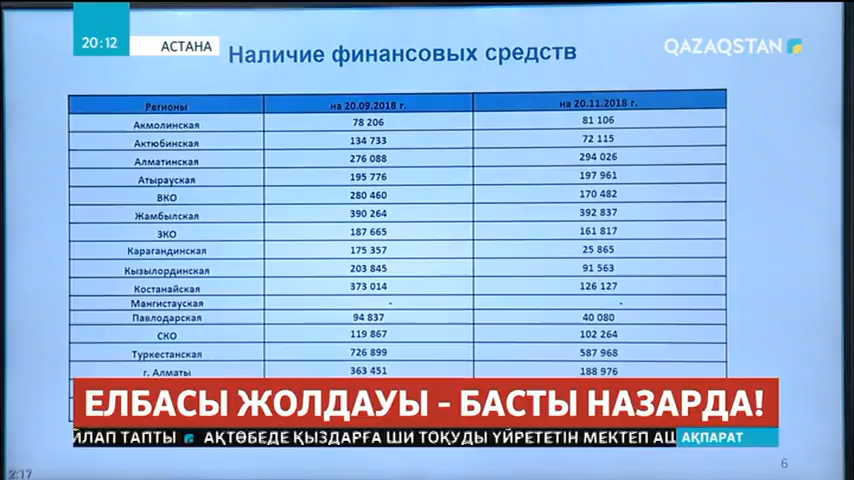 20:12
АСТАНА
QAZAQSTAN
Наличие финансовых средств
Регионы на 20.09.2018 г. на 20.11.2018 г.
Акмолинская 78 206 81 106
Актюбинская 134 733 72 115
Алматинская 276 088 294 026
Атырауская 195 776 197 961
ВКО 280 460 170 482
Жамбылская 390 264 392 837
ЗКО 187 665 161 817
Карагандинская 175 357 25 865
Кызылординская 203 845 91 563
Костанайская 373 014 126 127
Мангистауская - -
Павлодарская 94 837 40 080
СКО 119 867 102 264
Туркестанская 726 899 587 968
г. Алматы 363 451 188 976
ЕЛБАСЫ ЖОЛДАУЫ - БАСТЫ НАЗАРДА!
ЙЛАП ТАПТЫ АҚТӨБЕДЕ ҚЫЗДАРҒА ШИ ТОҚУДЫ ҮЙРЕТЕТІН МЕКТЕП АШ АҚПАРАТ
2:17
6